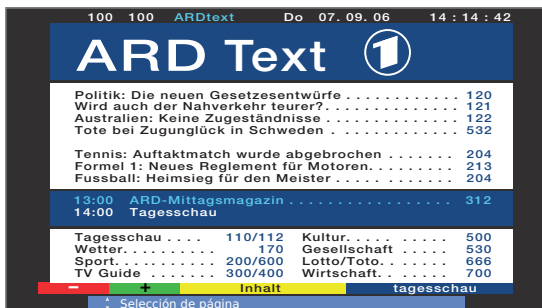 100 100 ARDtext Do 07. 09. 06 14 : 14 : 42
ARD Text 1
Politik: Die neuen Gesetzesentwürfe . . . . . . . . . . . . 120
Wird auch der Nahverkehr teurer? . . . . . . . . . . . . . 121
Australien: Keine Zugeständnisse . . . . . . . . . . . . . . 122
Tote bei Zugunglück in Schweden . . . . . . . . . . . . . 532
Tennis: Auftaktmatch wurde abgebrochen . . . . . . . 204
Formel 1: Neues Reglement für Motoren. . . . . . . . . 213
Fussball: Heimsieg für den Meister . . . . . . . . . . . . 204
13:00 ARD-Mittagsmagazin . . . . . . . . . . . . . . . . . . 312
14:00 Tagesschau
Tagesschau . . . . 110/112 Kultur. . . . . . . . . 500
Wetter. . . . . . . . . . 170 Gesellschaft . . . . . 530
Sport. . . . . . . . . 200/600 Lotto/Toto. . . . . . 666
TV Guide . . . . . . 300/400 Wirtschaft. . . . . . 700
− + Inhalt tagesschau
Selección de página